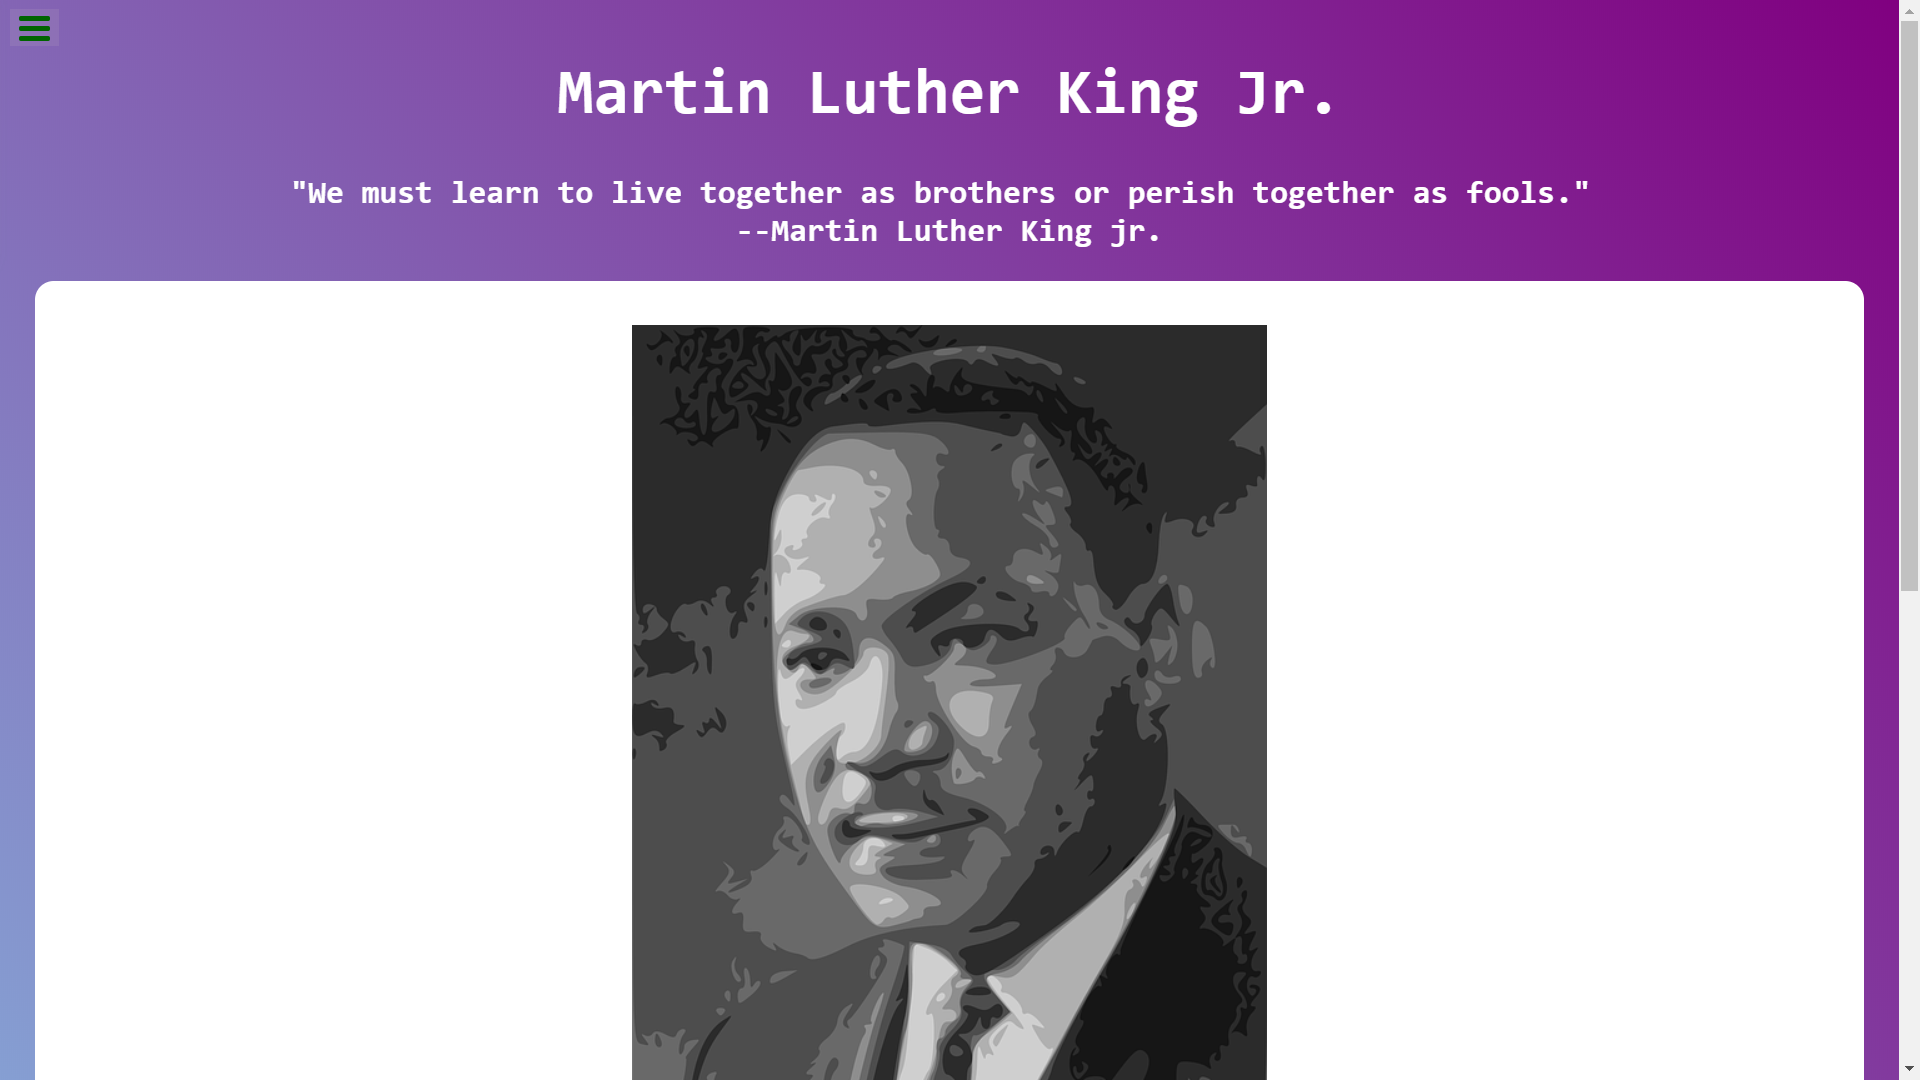 Martin Luther King Jr.
"We must learn to live together as brothers or perish together as fools."
--Martin Luther King jr.